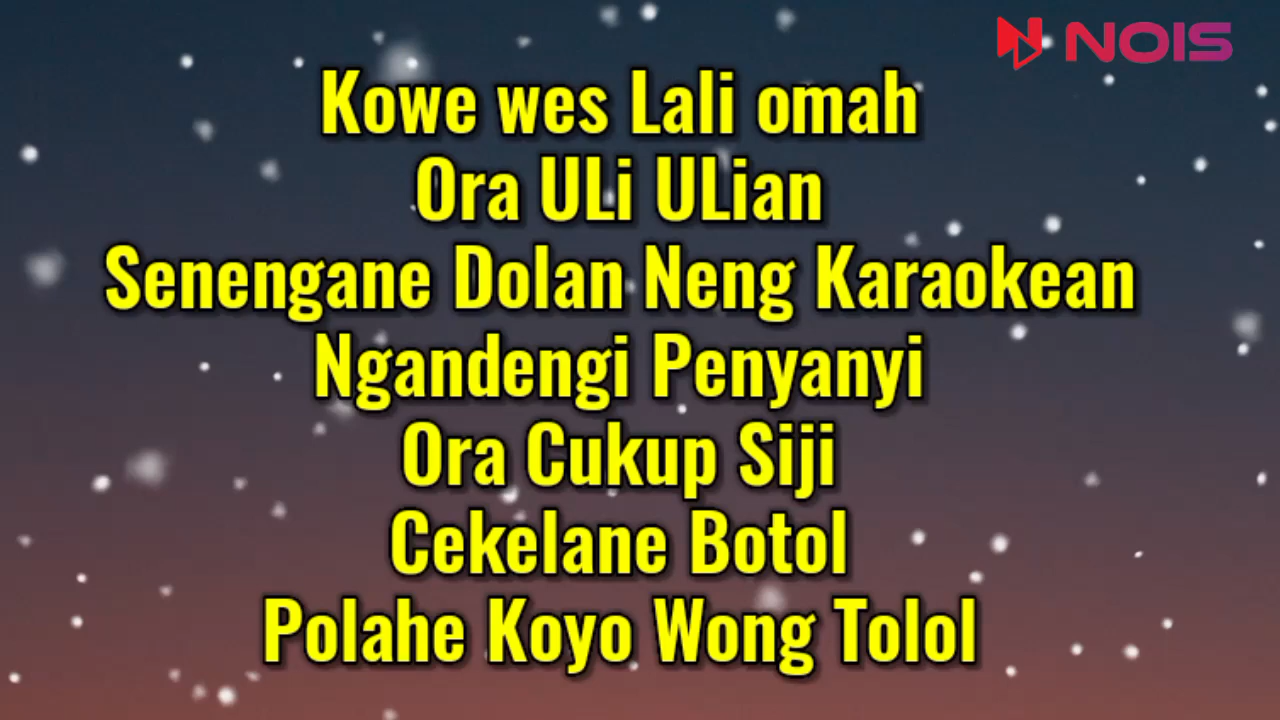 NOIS
Kowe wes Lali omah
Ora ULi ULian
Senengane Dolan Neng Karaokean
Ngandengi Penyanyi
Ora Cukup Siji
Cekelane Botol
Polahe Koyo Wong Tolol